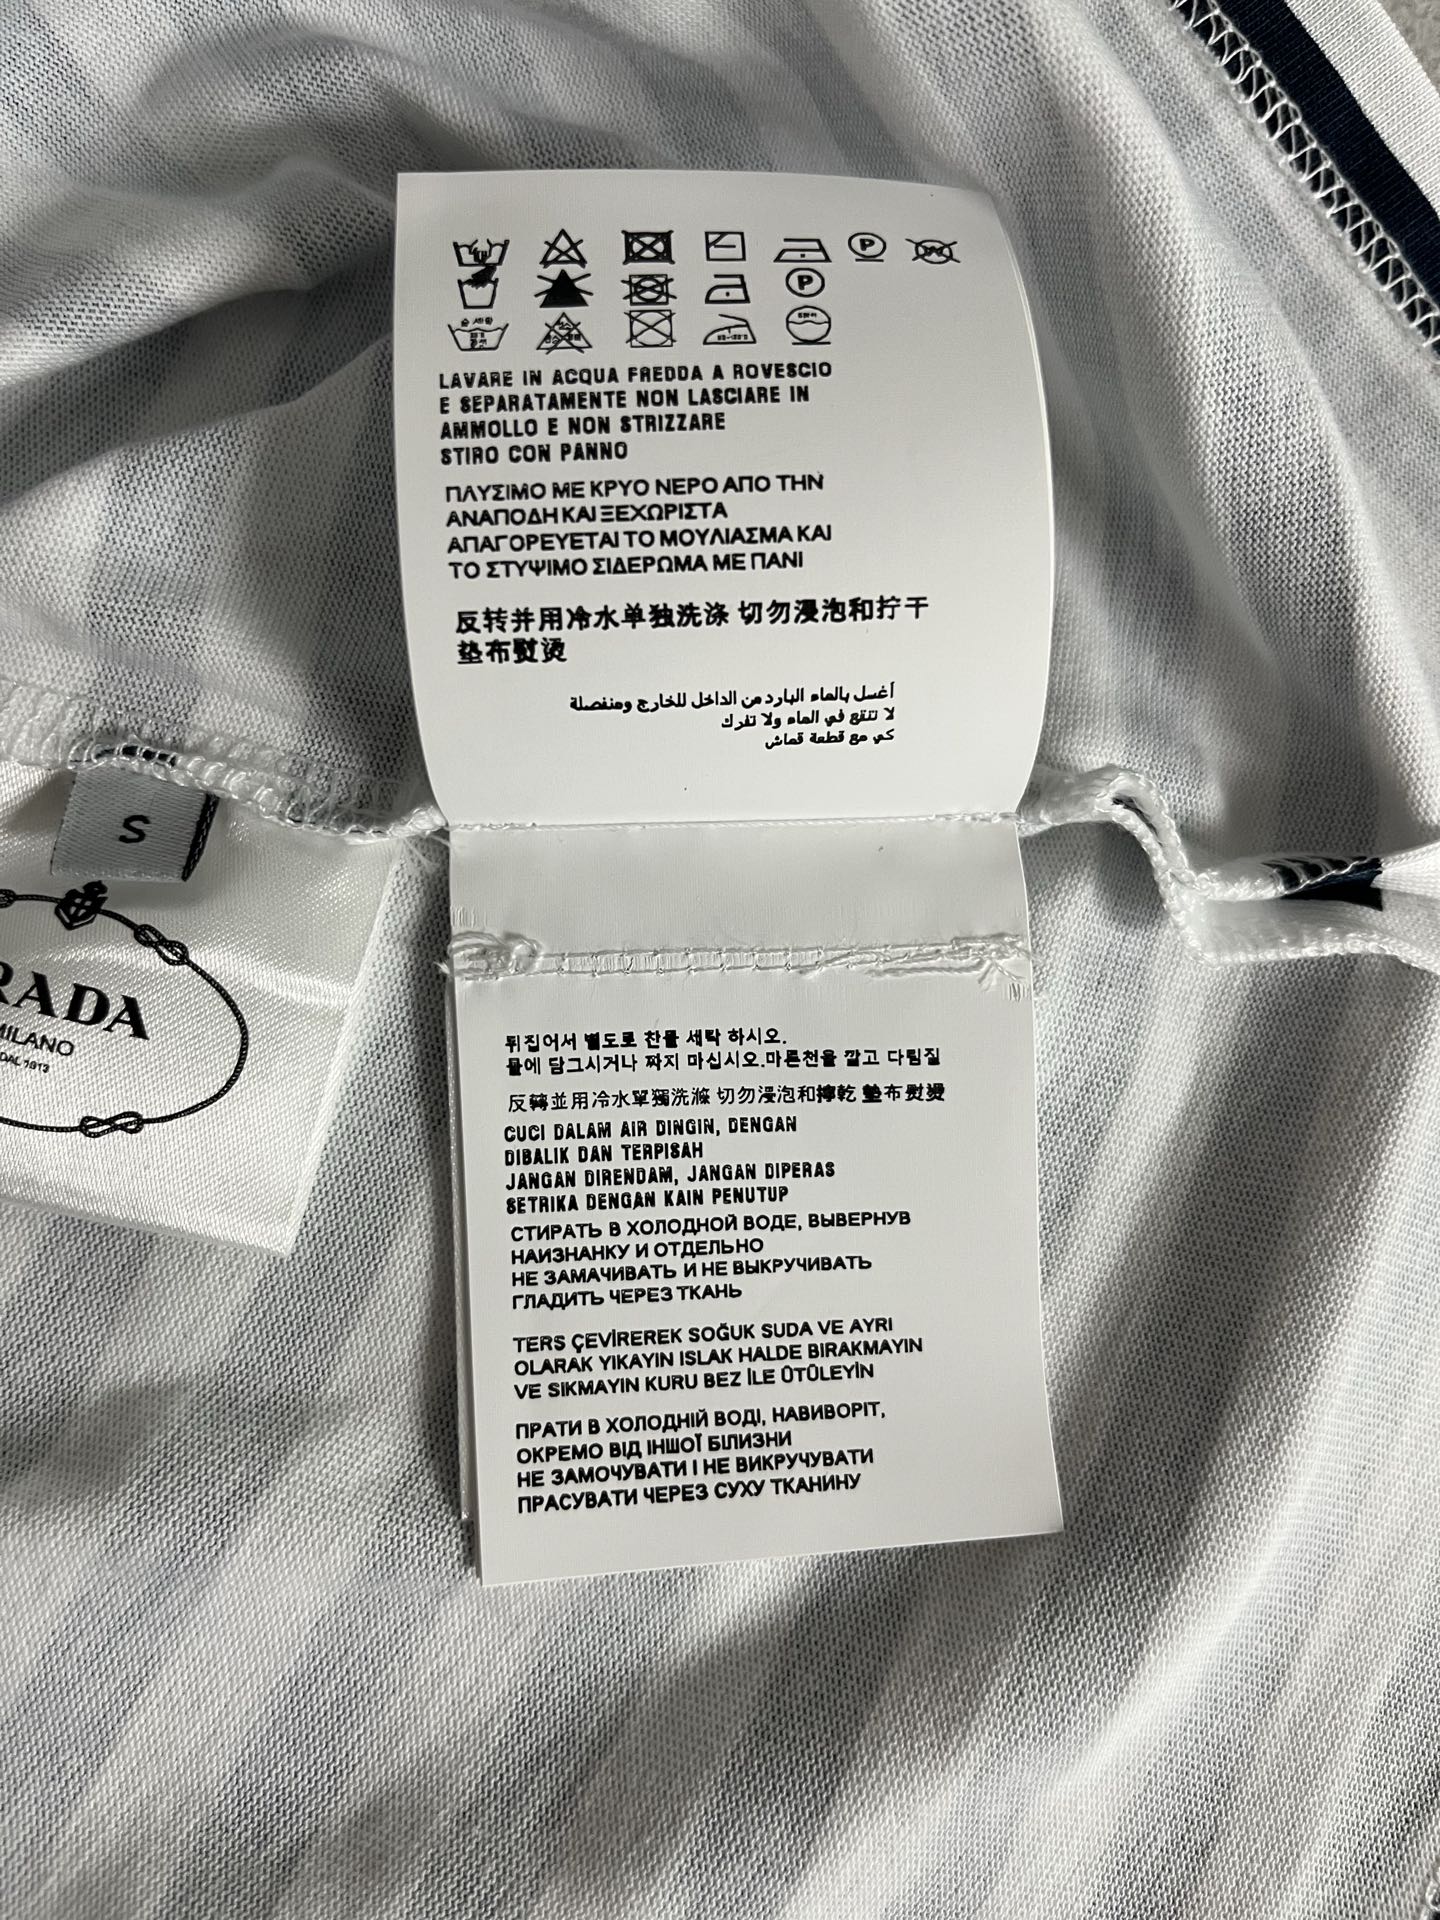 P
P
LAVARE IN ACQUA FREDDA A ROVESCIO
E SEPARATAMENTE NON LASCIARE IN
AMMOLLO E NON STRIZZARE
STIRO CON PANNO
ΠΛΥΣΙΜΟ ΜΕ ΚΡΥΟ ΝΕΡΟ ΑΠΟ ΤΗΝ
ΑΝΑΠΟΔΗ ΚΑΙ ΞΕΧΩΡΙΣΤΑ
ΑΠΑΓΟΡΕΥΕΤΑΙ ΤΟ ΜΟΥΛΙΑΣΜΑ ΚΑΙ
ΤΟ ΣΤΥΨΙΜΟ ΣΙΔΕΡΩΜΑ ΜΕ ΠΑΝΙ
反转并用冷水单独洗涤 切勿浸泡和拧干
垫布熨烫
أغسل بالماء البارد من الداخل للخارج ومنفصلة
لا تنقع في الماء ولا تفرك
كي مع قطعة قماش
S
RADA
MILANO
DAL 1913
뒤집어서 별도로 찬물 세탁 하시오.
물에 담그시거나 짜지 마십시오.마른천을 깔고 다림질
反轉並用冷水單獨洗滌 切勿浸泡和擰乾 墊布熨燙
CUCI DALAM AIR DINGIN, DENGAN
DIBALIK DAN TERPISAH
JANGAN DIRENDAM, JANGAN DIPERAS
SETRIKA DENGAN KAIN PENUTUP
СТИРАТЬ В ХОЛОДНОЙ ВОДЕ, ВЫВЕРНУВ
НАИЗНАНКУ И ОТДЕЛЬНО
НЕ ЗАМАЧИВАТЬ И НЕ ВЫКРУЧИВАТЬ
ГЛАДИТЬ ЧЕРЕЗ ТКАНЬ
TERS ÇEVİREREK SOĞUK SUDA VE AYRI
OLARAK YIKAYIN ISLAK HALDE BIRAKMAYIN
VE SIKMAYIN KURU BEZ İLE ÜTÜLEYİN
ПРАТИ В ХОЛОДНІЙ ВОДІ, НАВИВОРІТ,
ОКРЕМО ВІД ІНШОЇ БІЛИЗНИ
НЕ ЗАМОЧУВАТИ І НЕ ВИКРУЧУВАТИ
ПРАСУВАТИ ЧЕРЕЗ СУХУ ТКАНИНУ